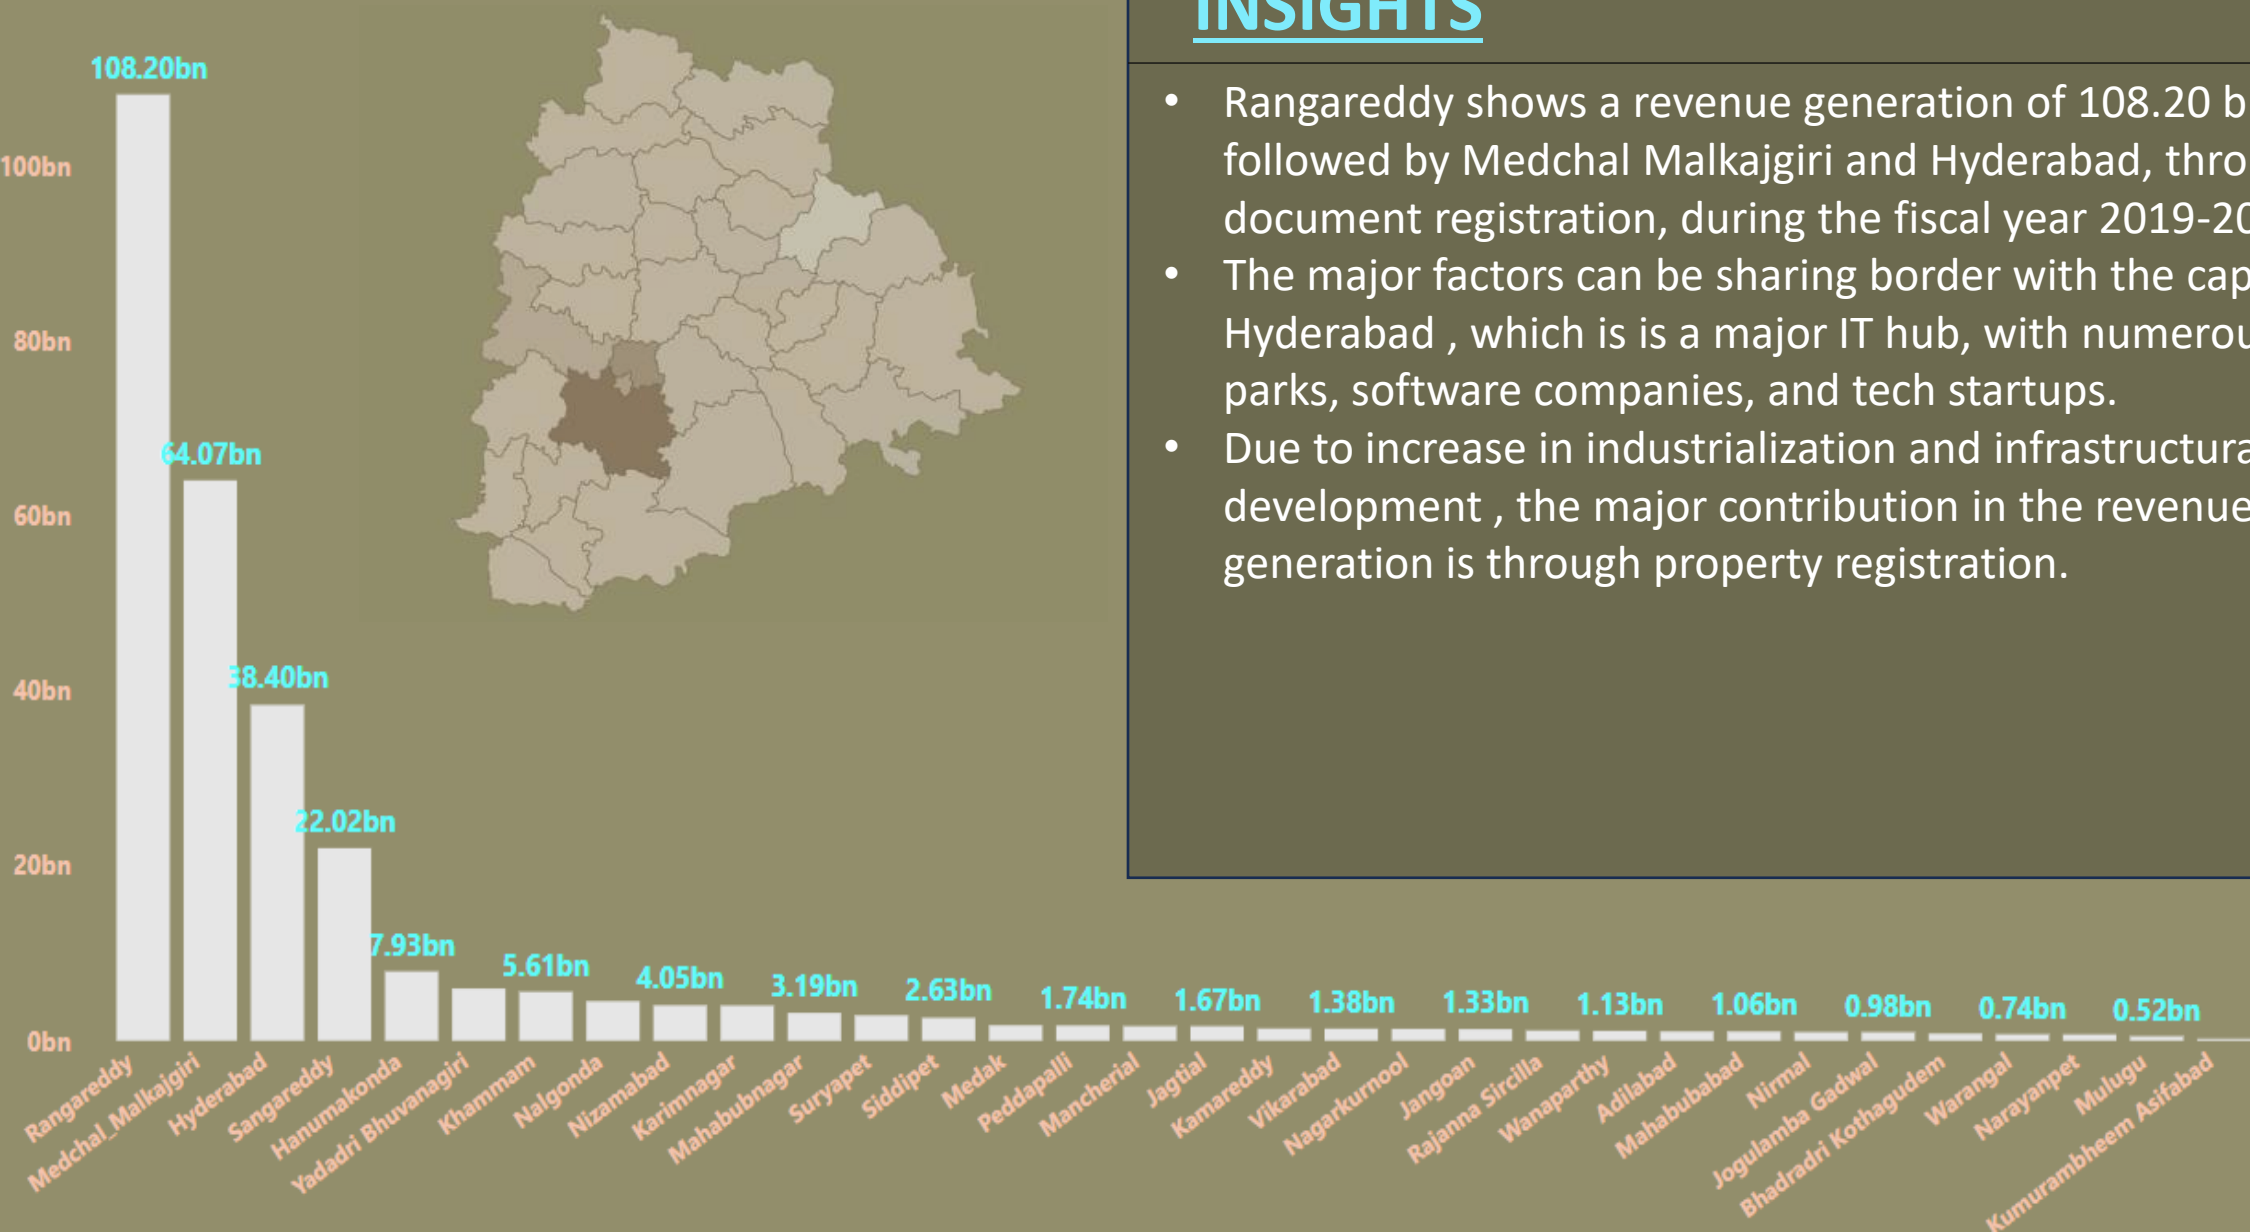 INSIGHTS
• Rangareddy shows a revenue generation of 108.20 b
followed by Medchal Malkajgiri and Hyderabad, thro
document registration, during the fiscal year 2019-20
• The major factors can be sharing border with the cap
Hyderabad , which is is a major IT hub, with numerou
parks, software companies, and tech startups.
• Due to increase in industrialization and infrastructura
development , the major contribution in the revenue
generation is through property registration.
108.20bn
64.07bn
38.40bn
22.02bn
7.93bn
5.61bn
4.05bn
3.19bn
2.63bn
1.74bn
1.67bn
1.38bn
1.33bn
1.13bn
1.06bn
0.98bn
0.74bn
0.52bn
100bn
80bn
60bn
40bn
20bn
0bn
Rangareddy
Medchal_Malkajgiri
Hyderabad
Sangareddy
Hanumakonda
Yadadri Bhuvanagiri
Khammam
Nalgonda
Nizamabad
Karimnagar
Mahabubnagar
Suryapet
Siddipet
Medak
Peddapalli
Mancherial
Jagtial
Kamareddy
Vikarabad
Nagarkurnool
Jangoan
Rajanna Sircilla
Wanaparthy
Adilabad
Mahabubabad
Nirmal
Jogulamba Gadwal
Bhadradri Kothagudem
Warangal
Narayanpet
Mulugu
Kumurambheem Asifabad